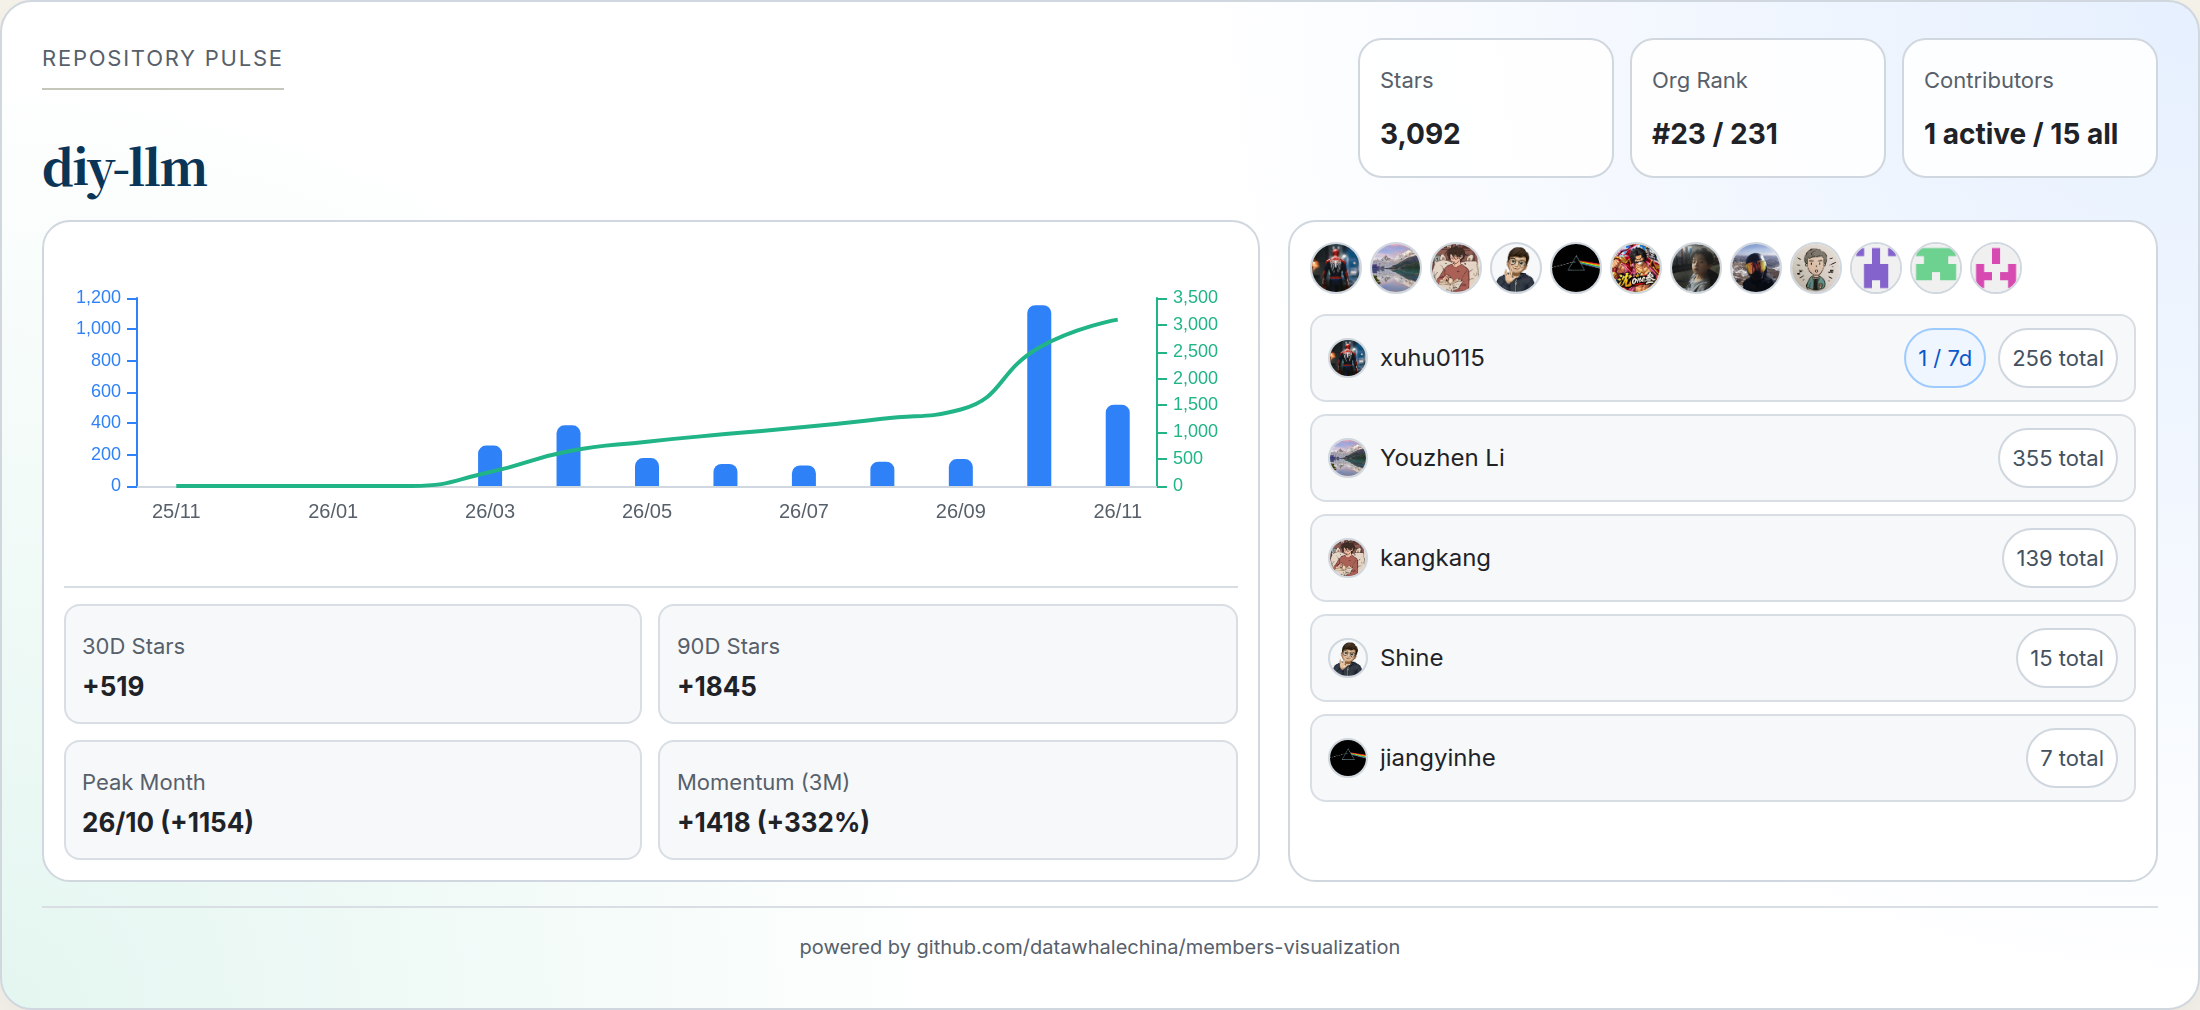 REPOSITORY PULSE
diy-llm
Stars
3,092
Org Rank
#23 / 231
Contributors
1 active / 15 all
1,200
1,000
800
600
400
200
0
3,500
3,000
2,500
2,000
1,500
1,000
500
0
25/11
26/01
26/03
26/05
26/07
26/09
26/11
30D Stars
+519
90D Stars
+1845
Peak Month
26/10 (+1154)
Momentum (3M)
+1418 (+332%)
xuhu0115
1 / 7d
256 total
Youzhen Li
355 total
kangkang
139 total
Shine
15 total
jiangyinhe
7 total
powered by github.com/datawhalechina/members-visualization